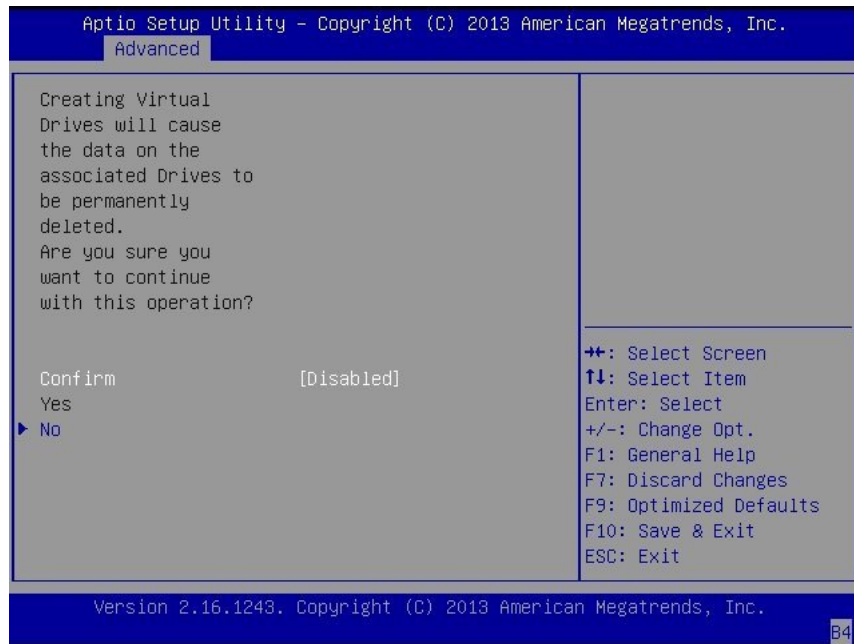 Aptio Setup Utility – Copyright (C) 2013 American Megatrends, Inc.
Advanced
Creating Virtual
Drives will cause
the data on the
associated Drives to
be permanently
deleted.
Are you sure you
want to continue
with this operation?
Confirm [Disabled]
Yes
▶ No
→←: Select Screen
↑↓: Select Item
Enter: Select
+/-: Change Opt.
F1: General Help
F7: Discard Changes
F9: Optimized Defaults
F10: Save & Exit
ESC: Exit
Version 2.16.1243. Copyright (C) 2013 American Megatrends, Inc.
B4